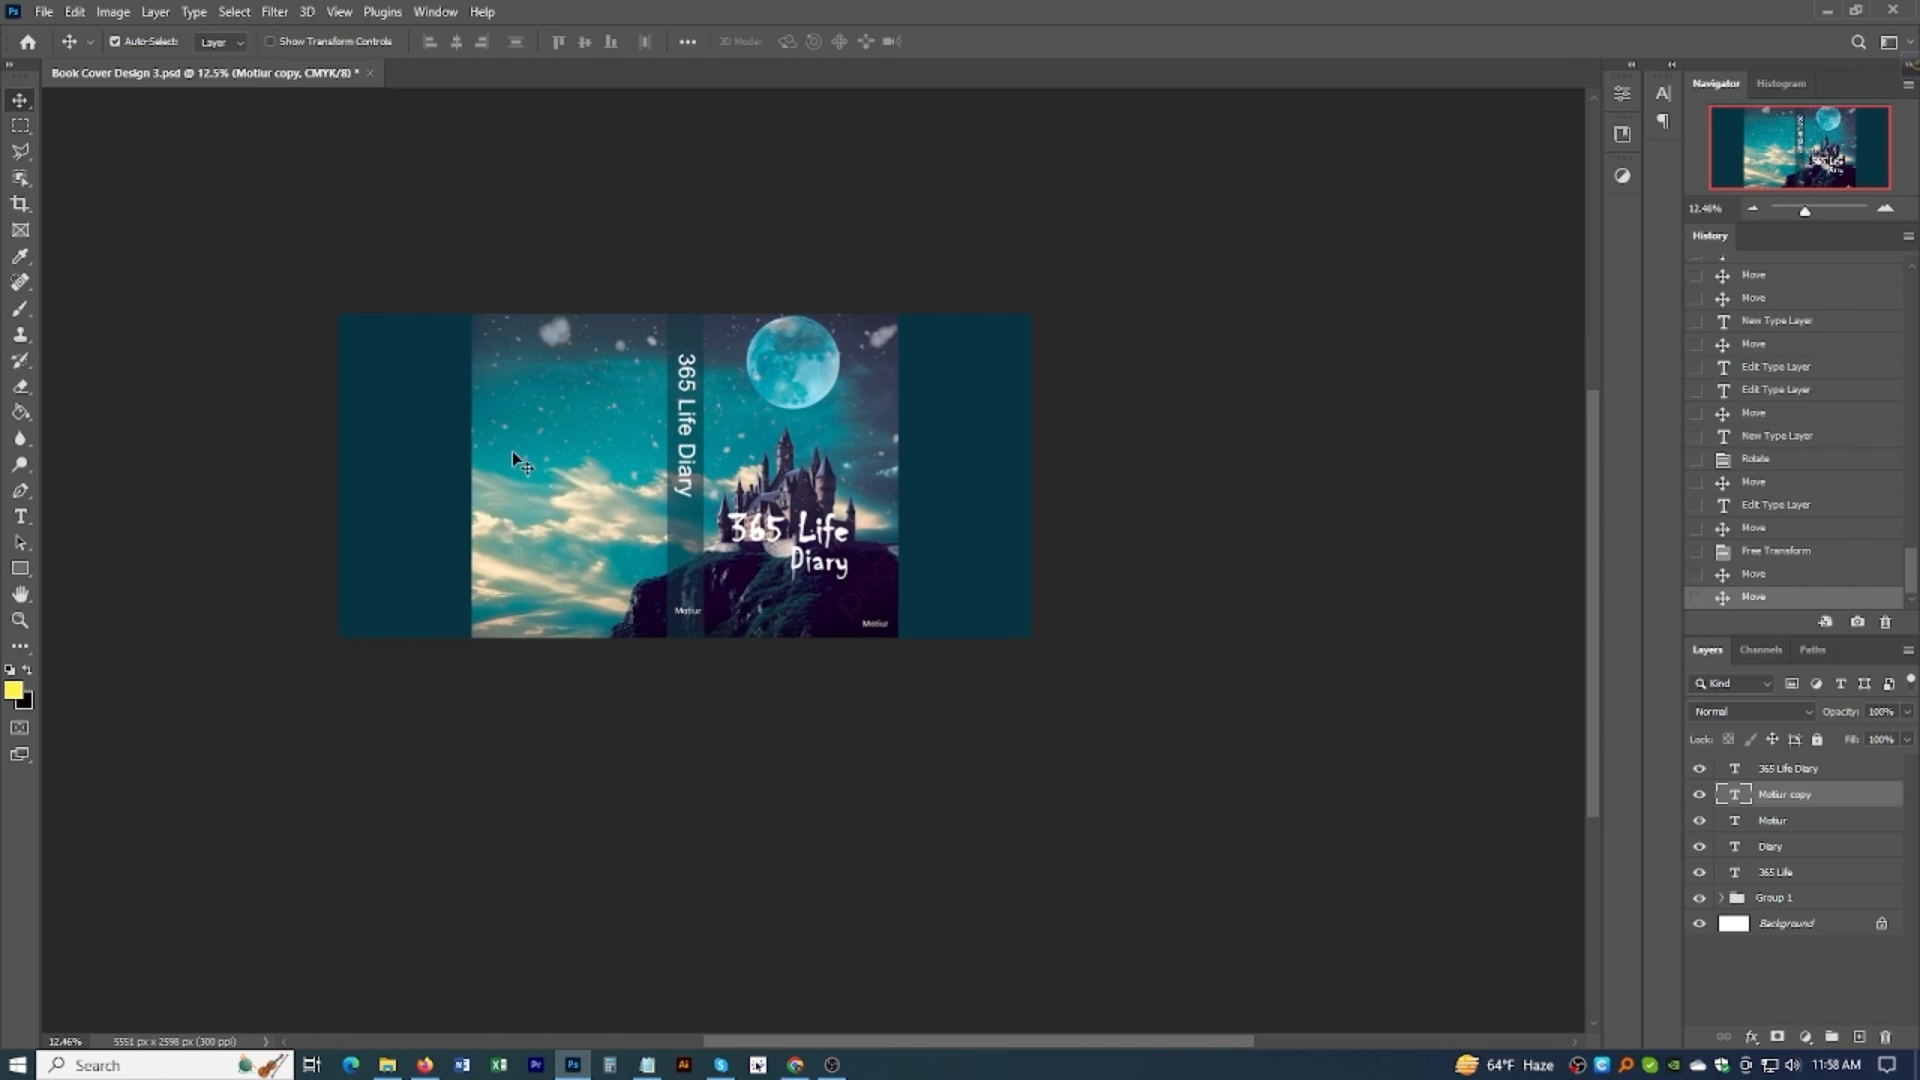 File Edit Image Layer Type Select Filter 3D View Plugins Window Help
Auto-Select: Layer Show Transform Controls 3D Mode:
Book Cover Design 3.psd @ 12.5% (Motiur copy, CMYK/8) *
Navigator Histogram
12.46%
History
Move
Move
New Type Layer
Move
Edit Type Layer
Edit Type Layer
Move
New Type Layer
Rotate
Move
Edit Type Layer
Move
Free Transform
Move
Move
365 Life Diary
365 Life
Diary
Motiur
Motiur
Layers Channels Paths
Kind
Normal Opacity: 100%
Lock: Fill: 100%
365 Life Diary
Motiur copy
Motiur
Diary
365 Life
Group 1
Background
12.46% 5551 px x 2598 px (300 ppi)
Search 64°F Haze 11:58 AM